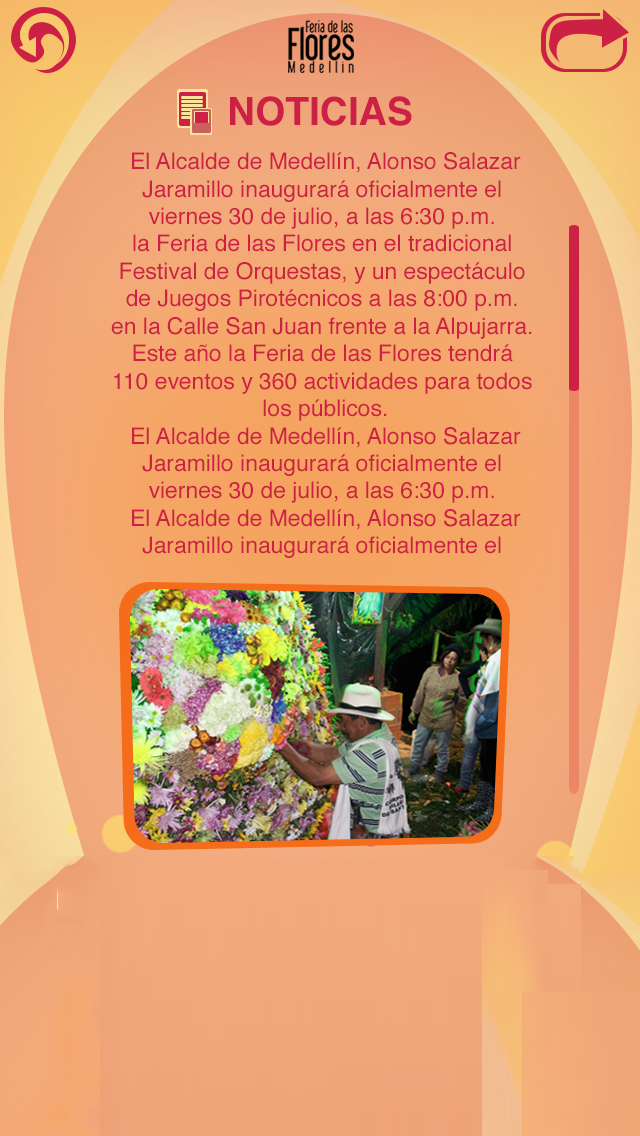 Feria de las
Flores
Medellín
NOTICIAS
El Alcalde de Medellín, Alonso Salazar
Jaramillo inaugurará oficialmente el
viernes 30 de julio, a las 6:30 p.m.
la Feria de las Flores en el tradicional
Festival de Orquestas, y un espectáculo
de Juegos Pirotécnicos a las 8:00 p.m.
en la Calle San Juan frente a la Alpujarra.
Este año la Feria de las Flores tendrá
110 eventos y 360 actividades para todos
los públicos.
El Alcalde de Medellín, Alonso Salazar
Jaramillo inaugurará oficialmente el
viernes 30 de julio, a las 6:30 p.m.
El Alcalde de Medellín, Alonso Salazar
Jaramillo inaugurará oficialmente el